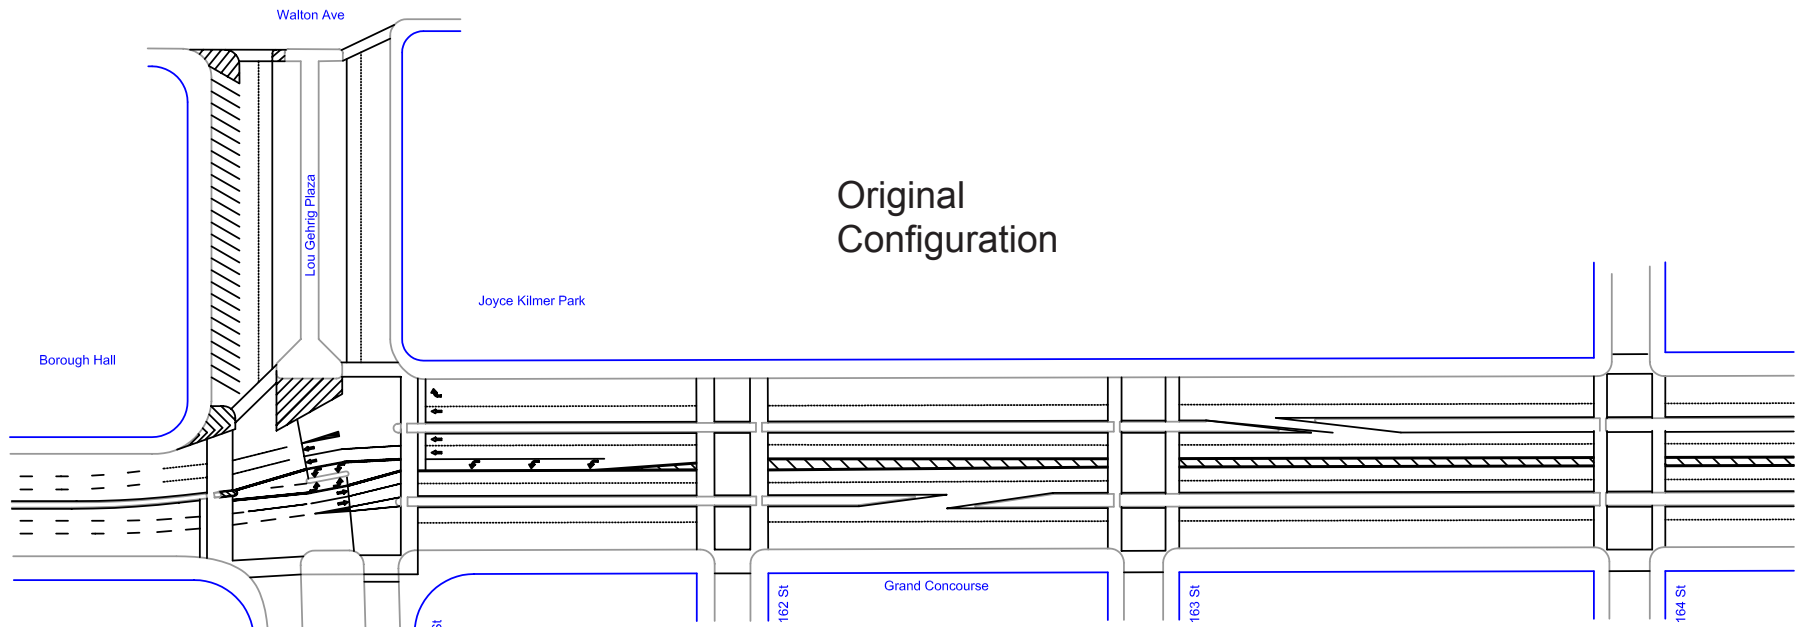 Walton Ave
Lou Gehrig Plaza
Original
Configuration
Joyce Kilmer Park
Borough Hall
Grand Concourse
St
162 St
163 St
164 St